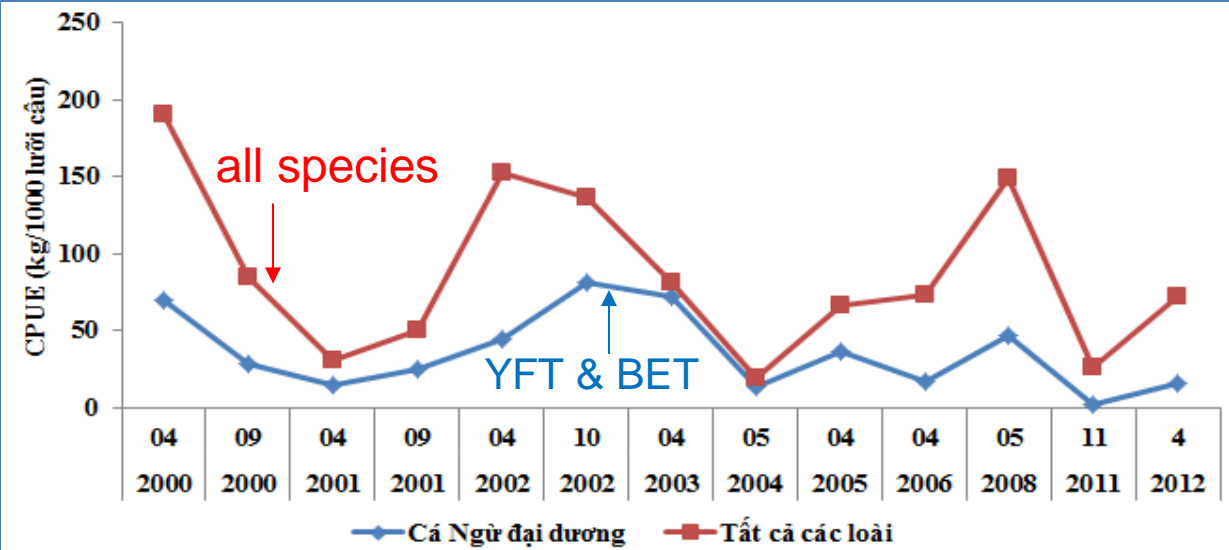 250
200
150
100
50
0
CPUE (kg/1000 lưỡi câu)
all species
YFT & BET
04 09 04 09 04 10 04 05 04 04 05 11 4
2000 2000 2001 2001 2002 2002 2003 2004 2005 2006 2008 2011 2012
Cá Ngừ đại dương Tất cả các loài